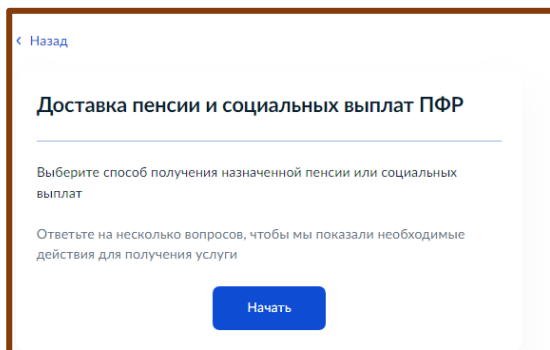 Назад
Доставка пенсии и социальных выплат ПФР
Выберите способ получения назначенной пенсии или социальных
выплат
Ответьте на несколько вопросов, чтобы мы показали необходимые
действия для получения услуги
Начать